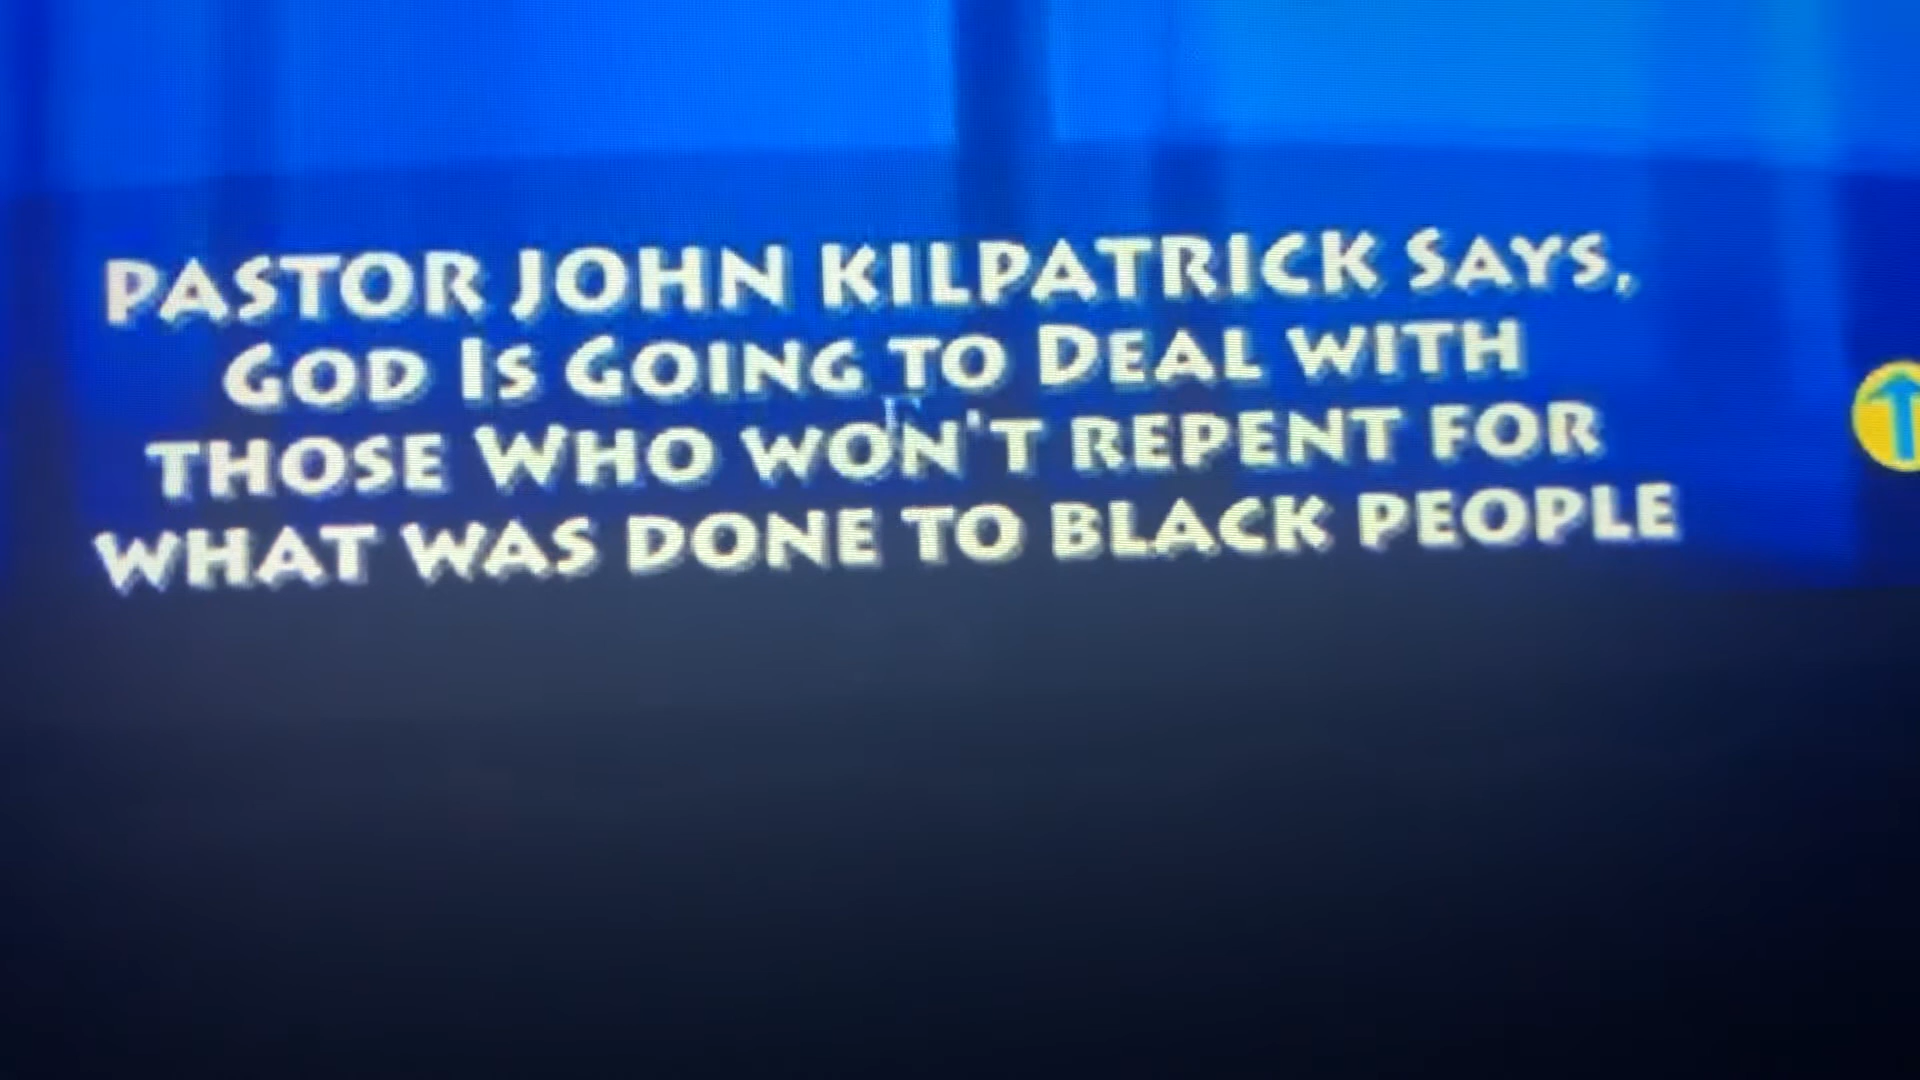 PASTOR JOHN KILPATRICK SAYS,
GOD IS GOING TO DEAL WITH
THOSE WHO WON'T REPENT FOR
WHAT WAS DONE TO BLACK PEOPLE